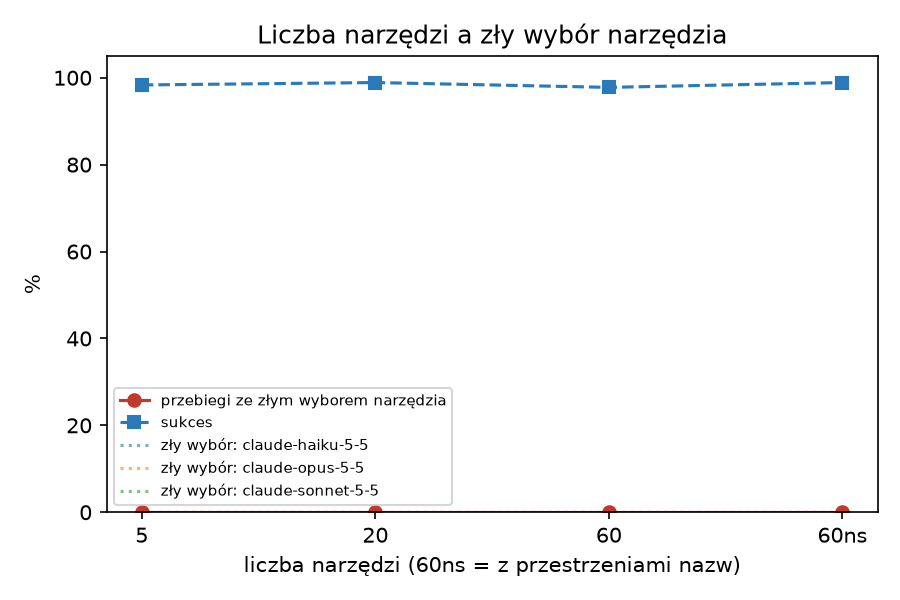 Liczba narzędzi a zły wybór narzędzia
100
80
60
40
20
0
%
przebiegi ze złym wyborem narzędzia
sukces
zły wybór: claude-haiku-5-5
zły wybór: claude-opus-5-5
zły wybór: claude-sonnet-5-5
5 20 60 60ns
liczba narzędzi (60ns = z przestrzeniami nazw)